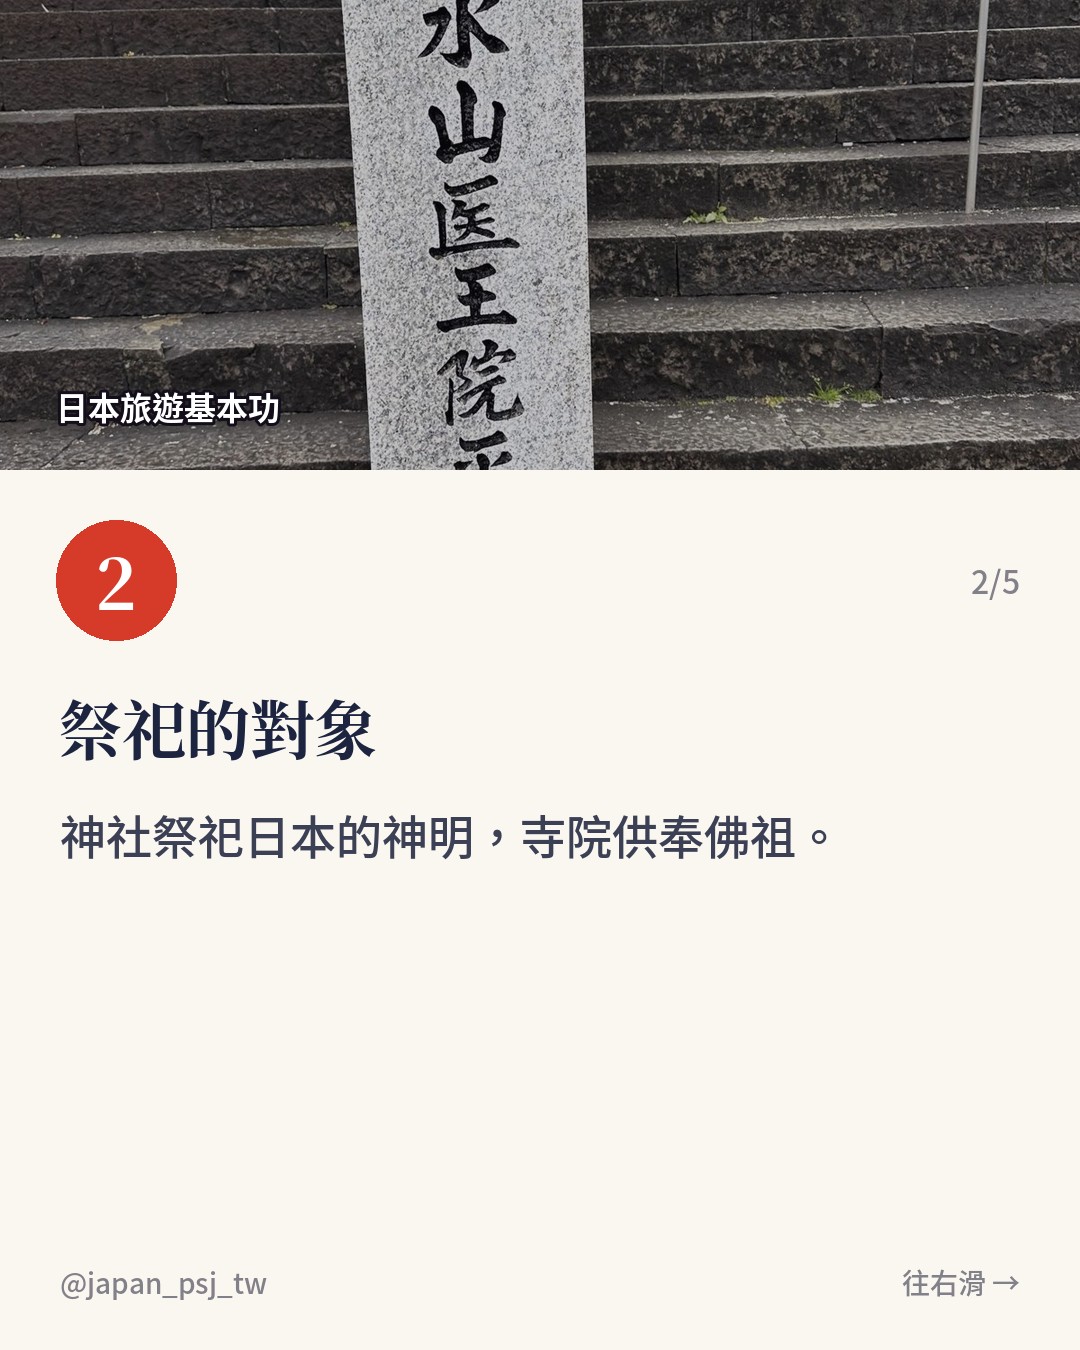 水山医王院平
日本旅遊基本功
2
2/5
祭祀的對象
神社祭祀日本的神明，寺院供奉佛祖。
@japan_psj_tw
往右滑 →